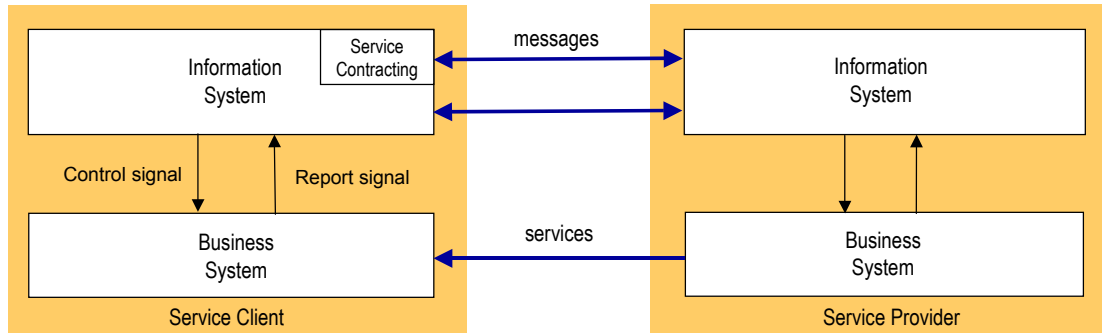 Information
System
Service
Contracting
messages
Information
System
Control signal
Report signal
Business
System
services
Business
System
Service Client
Service Provider